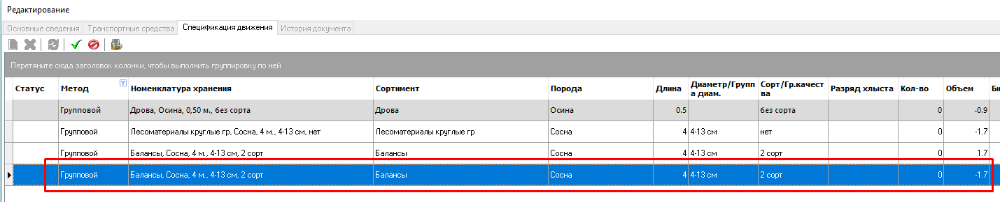 Редактирование
Основные сведения Транспортные средства Спецификация движения История документа
Перетяните сюда заголовок колонки, чтобы выполнить группировку по ней
Статус Метод Номенклатура хранения Сортимент Порода Длина Диаметр/Групп а диам. Сорт/Гр.качест ва Разряд хлыста Кол-во Объем
Групповой Дрова, Осина, 0,50 м., без сорта Дрова Осина 0.5 без сорта 0 -0.9
Групповой Лесоматериалы круглые гр, Сосна, 4 м., 4-13 см, нет Лесоматериалы круглые гр Сосна 4 4-13 см нет 0 -1.7
Групповой Балансы, Сосна, 4 м., 4-13 см, 2 сорт Балансы Сосна 4 4-13 см 2 сорт 0 1.7
Групповой Балансы, Сосна, 4 м., 4-13 см, 2 сорт Балансы Сосна 4 4-13 см 2 сорт 0 -1.7